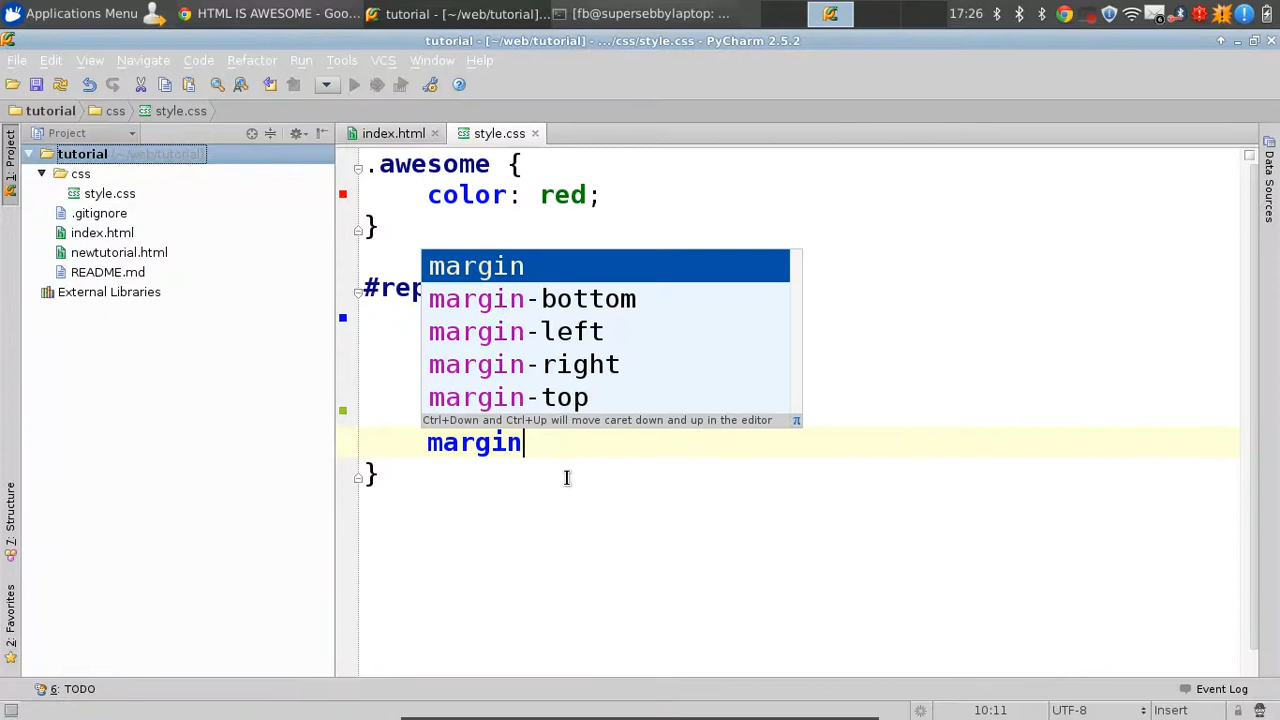 Applications Menu
HTML IS AWESOME - Goo...
tutorial - [~/web/tutorial]...
[fb@supersebbylaptop: ...
17:26
tutorial - [~/web/tutorial] - .../css/style.css - PyCharm 2.5.2
File Edit View Navigate Code Refactor Run Tools VCS Window Help
tutorial css style.css
1: Project
Project
index.html style.css
Data Sources
tutorial (~/web/tutorial)
css
style.css
.gitignore
index.html
newtutorial.html
README.md
External Libraries
.awesome {
color: red;
}
#rep
margin
margin-bottom
margin-left
margin-right
margin-top
Ctrl+Down and Ctrl+Up will move caret down and up in the editor π
margin
}
7: Structure
2: Favorites
6: TODO
Event Log
10:11 UTF-8 Insert